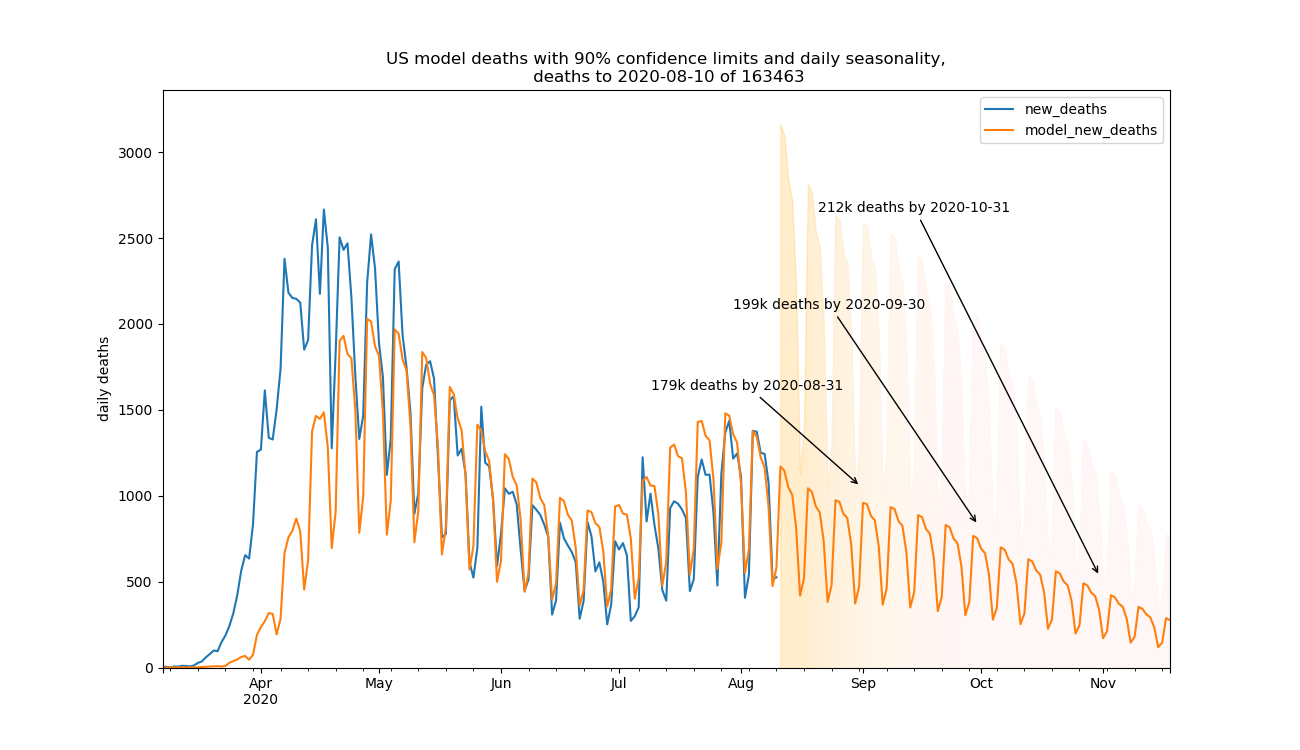 US model deaths with 90% confidence limits and daily seasonality,
deaths to 2020-08-10 of 163463
new_deaths
model_new_deaths
3000
2500
2000
1500
1000
500
0
daily deaths
212k deaths by 2020-10-31
199k deaths by 2020-09-30
179k deaths by 2020-08-31
Apr
2020
May
Jun
Jul
Aug
Sep
Oct
Nov